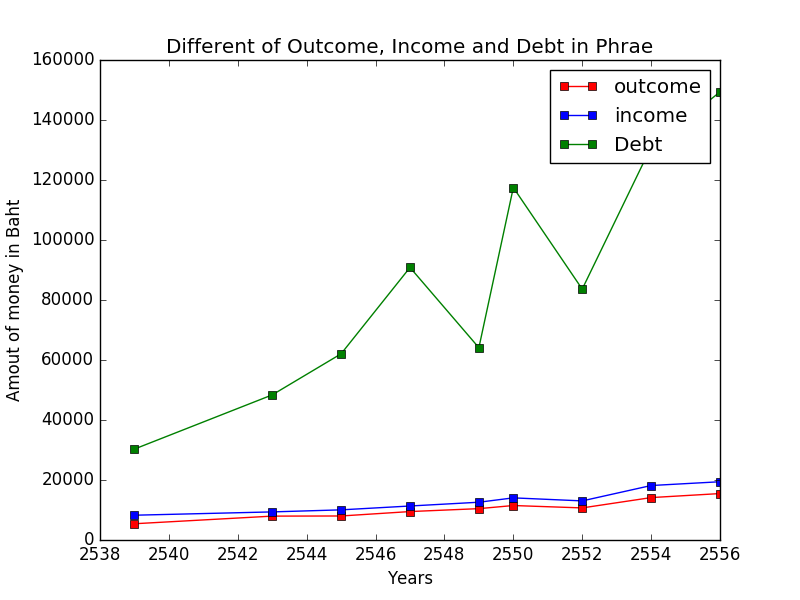 Different of Outcome, Income and Debt in Phrae
160000
140000
120000
100000
80000
60000
40000
20000
0
Amout of money in Baht
outcome
income
Debt
2538 2540 2542 2544 2546 2548 2550 2552 2554 2556
Years